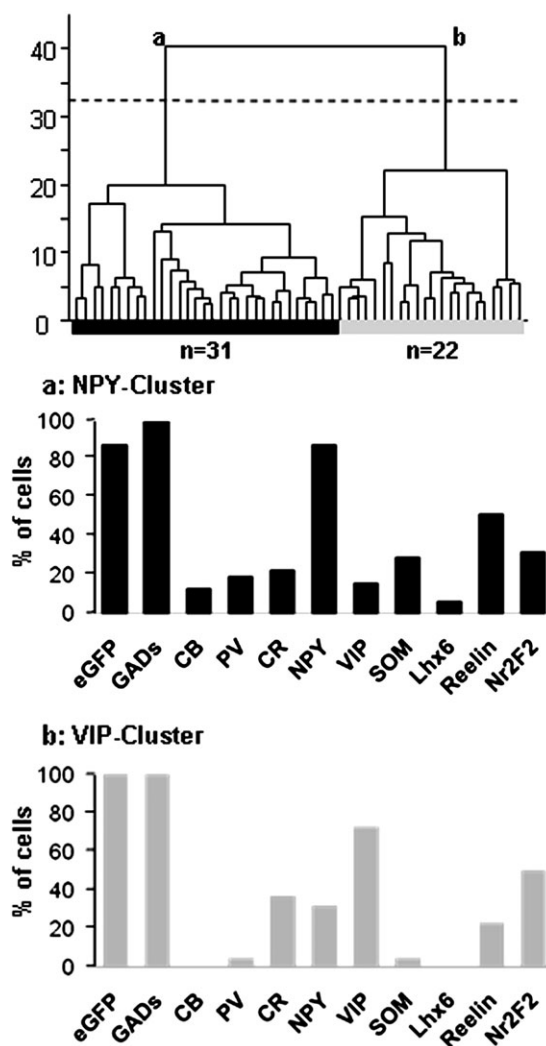 a b
40
30
20
10
0
n=31 n=22
a: NPY-Cluster
% of cells
100
80
60
40
20
0
eGFP GADs CB PV CR NPY VIP SOM Lhx6 Reelin Nr2F2
b: VIP-Cluster
% of cells
100
80
60
40
20
0
eGFP GADs CB PV CR NPY VIP SOM Lhx6 Reelin Nr2F2